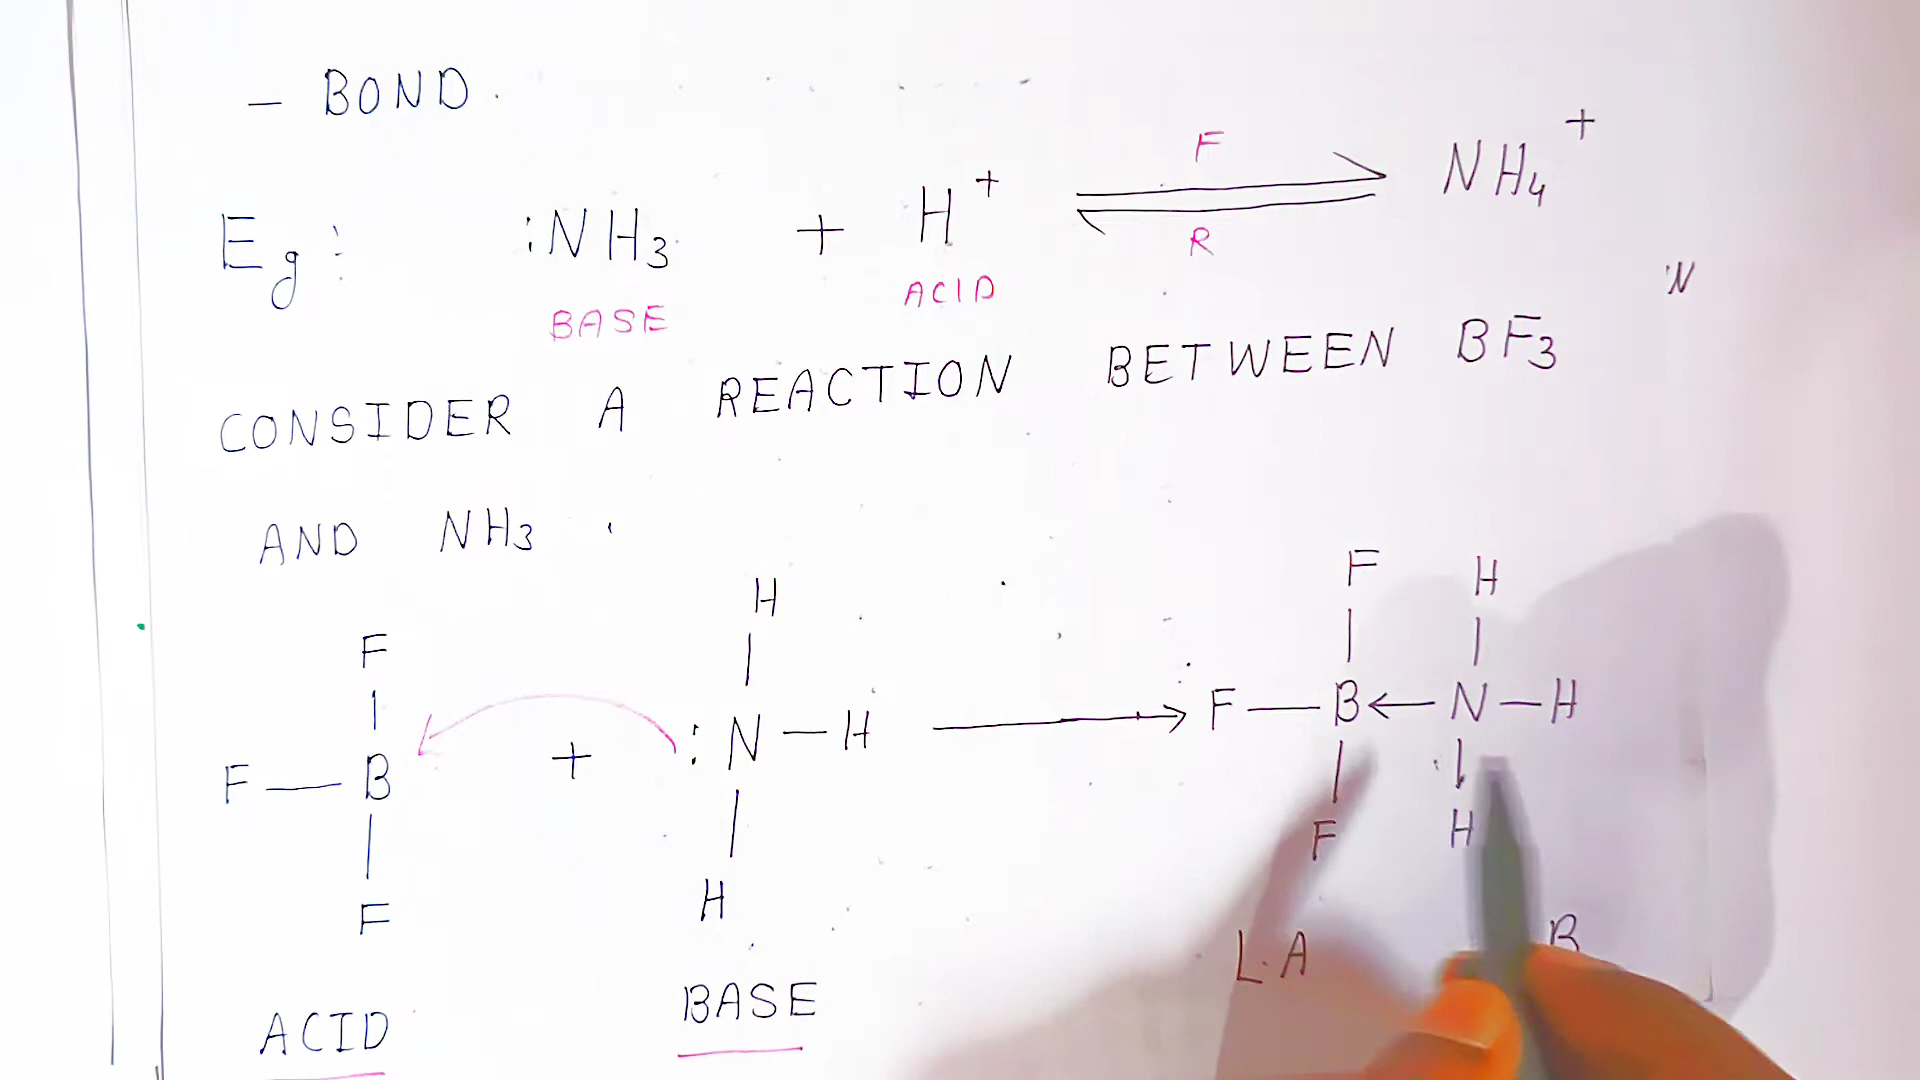 - BOND.
F
Eg: :NH3 + H+ ⇌ NH4+
R
BASE ACID
N
CONSIDER A REACTION BETWEEN BF3
AND NH3.
F H F H
| | | |
F — B + :N — H → F — B ← N — H
| | | |
F H F H
L.A B
ACID BASE